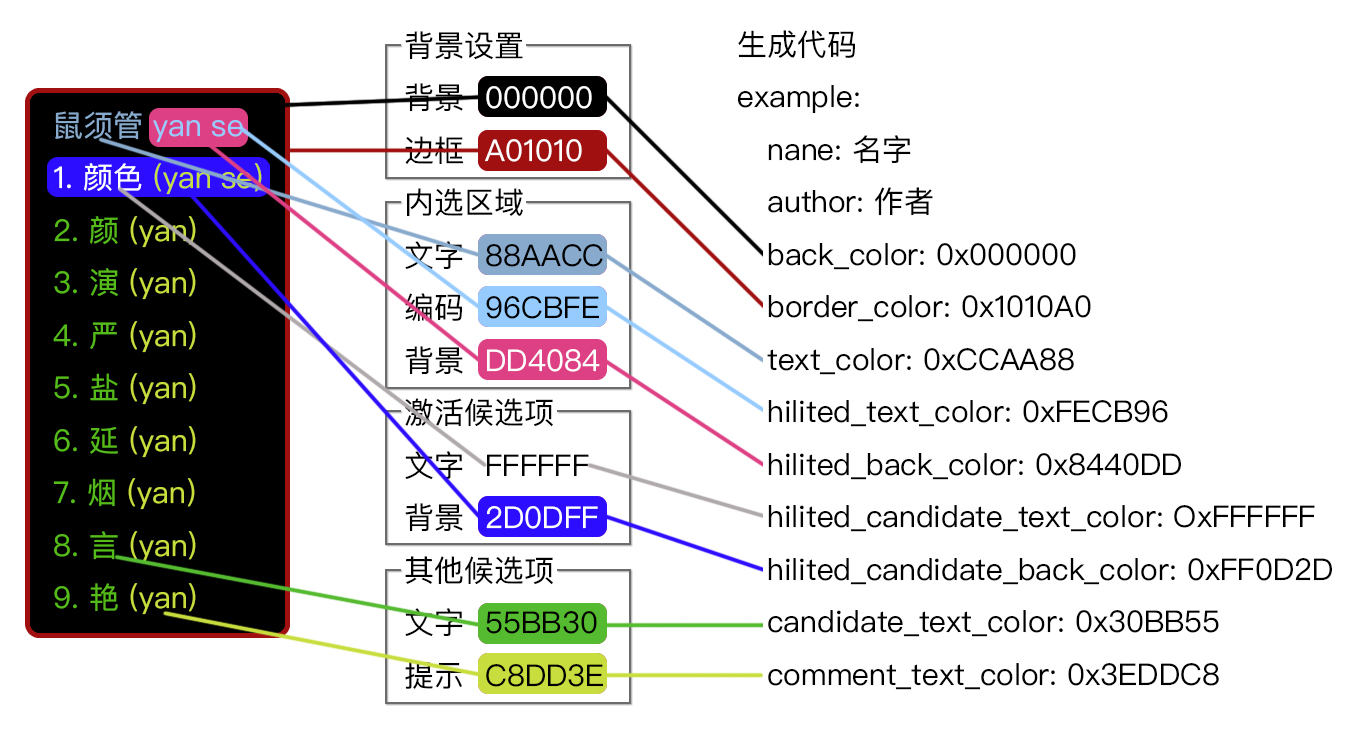 鼠须管 yan se
1. 颜色 (yan se)
2. 颜 (yan)
3. 演 (yan)
4. 严 (yan)
5. 盐 (yan)
6. 延 (yan)
7. 烟 (yan)
8. 言 (yan)
9. 艳 (yan)
背景设置
背景 000000
边框 A01010
内选区域
文字 88AACC
编码 96CBFE
背景 DD4084
激活候选项
文字 FFFFFF
背景 2D0DFF
其他候选项
文字 55BB30
提示 C8DD3E
生成代码
example:
nane: 名字
author: 作者
back_color: 0x000000
border_color: 0x1010A0
text_color: 0xCCAA88
hilited_text_color: 0xFECB96
hilited_back_color: 0x8440DD
hilited_candidate_text_color: OxFFFFFF
hilited_candidate_back_color: 0xFF0D2D
candidate_text_color: 0x30BB55
comment_text_color: 0x3EDDC8